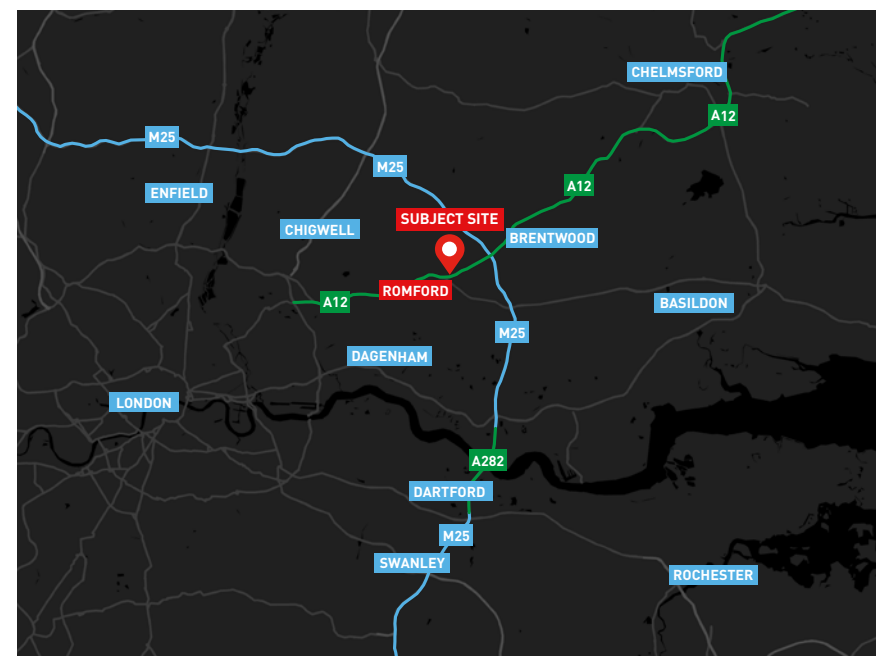 CHELMSFORD
A12
M25
M25
A12
ENFIELD
SUBJECT SITE
CHIGWELL
BRENTWOOD
ROMFORD
A12
BASILDON
M25
DAGENHAM
LONDON
A282
DARTFORD
M25
SWANLEY
ROCHESTER